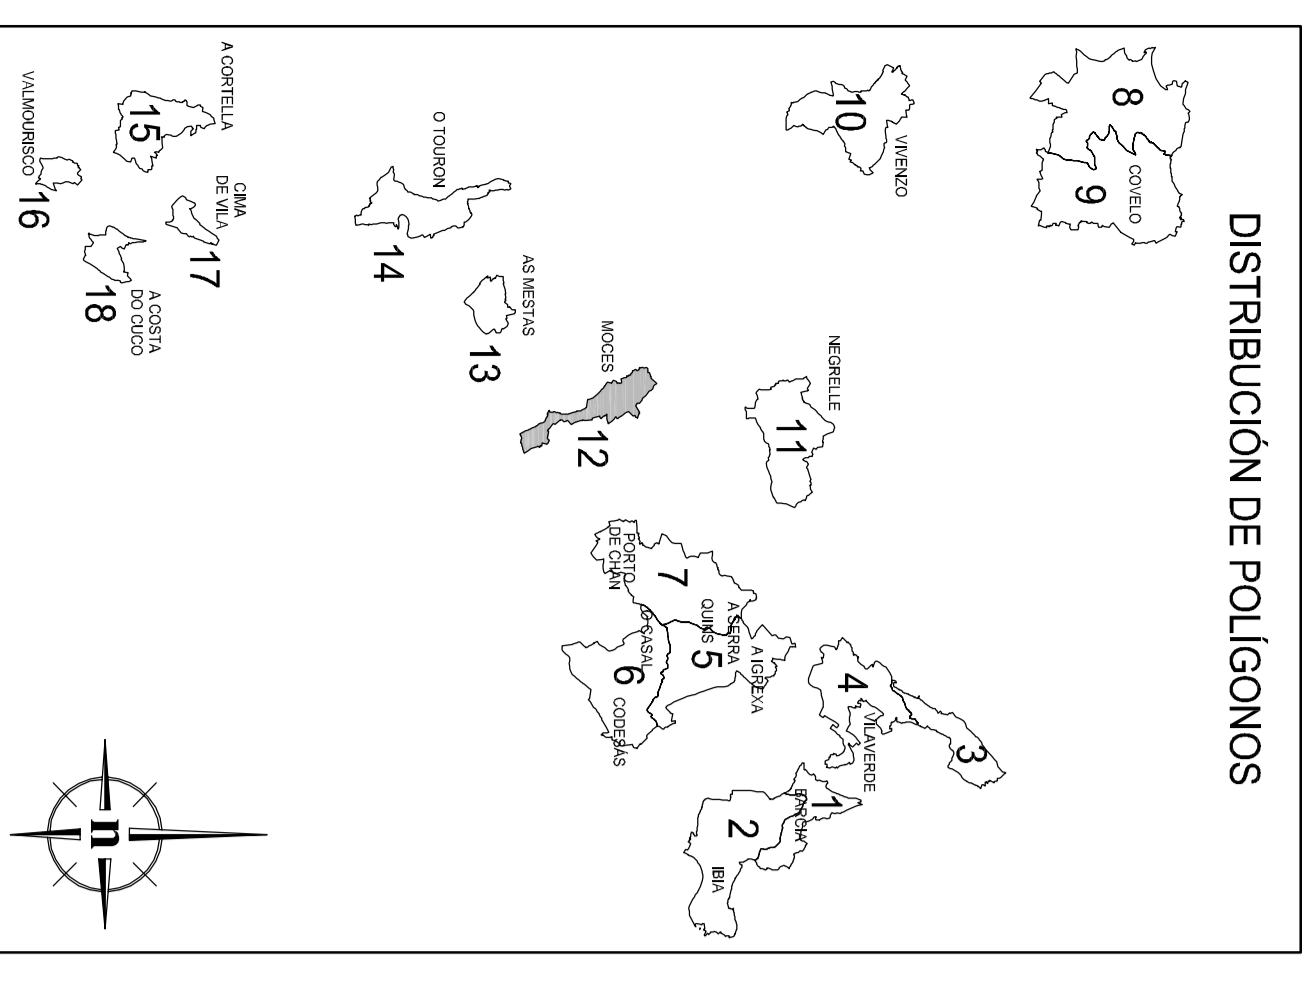 DISTRIBUCIÓN DE POLÍGONOS
8
9
COVELO
3
4
VILAVERDE
1
BARCIA
2
IBIA
10
VIVENZO
NEGRELLE
11
A IGREXA
A SERRA
QUINS
5
7
PORTO
DE CHAN
O CASAL
6
CODESÁS
MOCES
12
AS MESTAS
13
O TOURON
14
A CORTELLA
15
CIMA
DE VILA
17
VALMOURISCO
16
A COSTA
DO CUCO
18
n